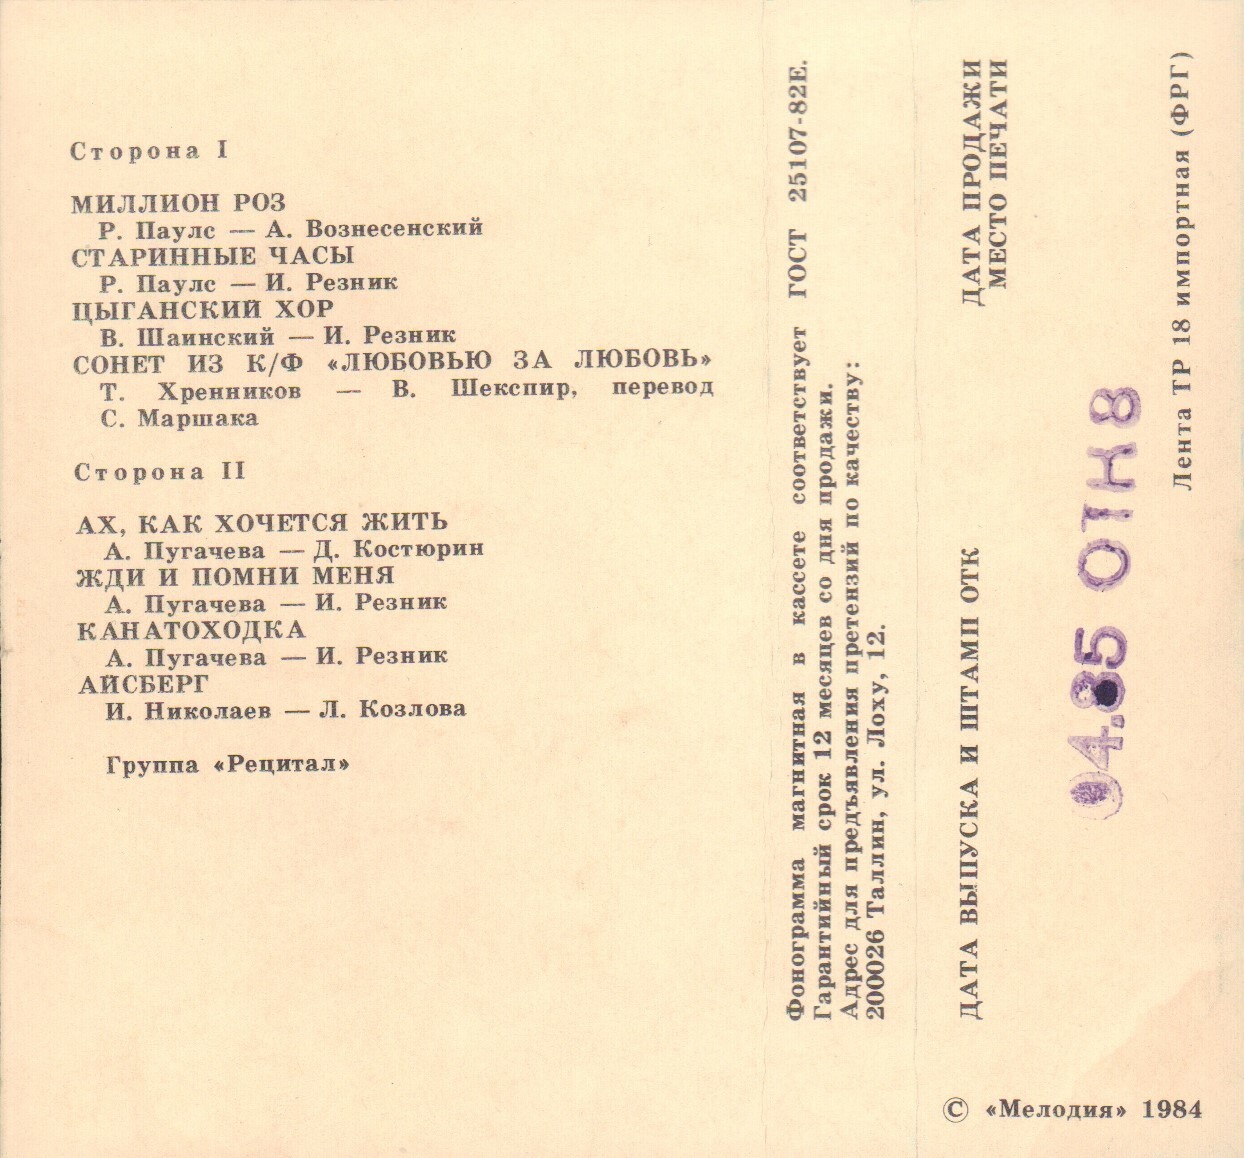 Сторона I
МИЛЛИОН РОЗ
Р. Паулс — А. Вознесенский
СТАРИННЫЕ ЧАСЫ
Р. Паулс — И. Резник
ЦЫГАНСКИЙ ХОР
В. Шаинский — И. Резник
СОНЕТ ИЗ К/Ф «ЛЮБОВЬЮ ЗА ЛЮБОВЬ»
Т. Хренников — В. Шекспир, перевод
С. Маршака
Сторона II
АХ, КАК ХОЧЕТСЯ ЖИТЬ
А. Пугачева — Д. Костюрин
ЖДИ И ПОМНИ МЕНЯ
А. Пугачева — И. Резник
КАНАТОХОДКА
А. Пугачева — И. Резник
АЙСБЕРГ
И. Николаев — Л. Козлова
Группа «Рецитал»
Фонограмма магнитная в кассете соответствует ГОСТ 25107-82Е.
Гарантийный срок 12 месяцев со дня продажи.
Адрес для предъявления претензий по качеству:
200026 Таллин, ул. Лоху, 12.
ДАТА ВЫПУСКА И ШТАМП ОТК
ДАТА ПРОДАЖИ
МЕСТО ПЕЧАТИ
04.85 ОТН 8
Лента ТР 18 импортная (ФРГ)
© «Мелодия» 1984